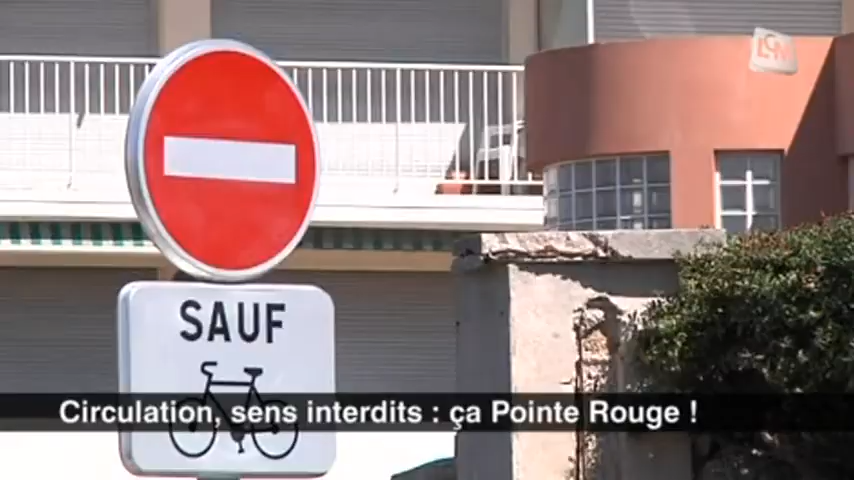 LCM
SAUF
Circulation, sens interdits : ça Pointe Rouge !